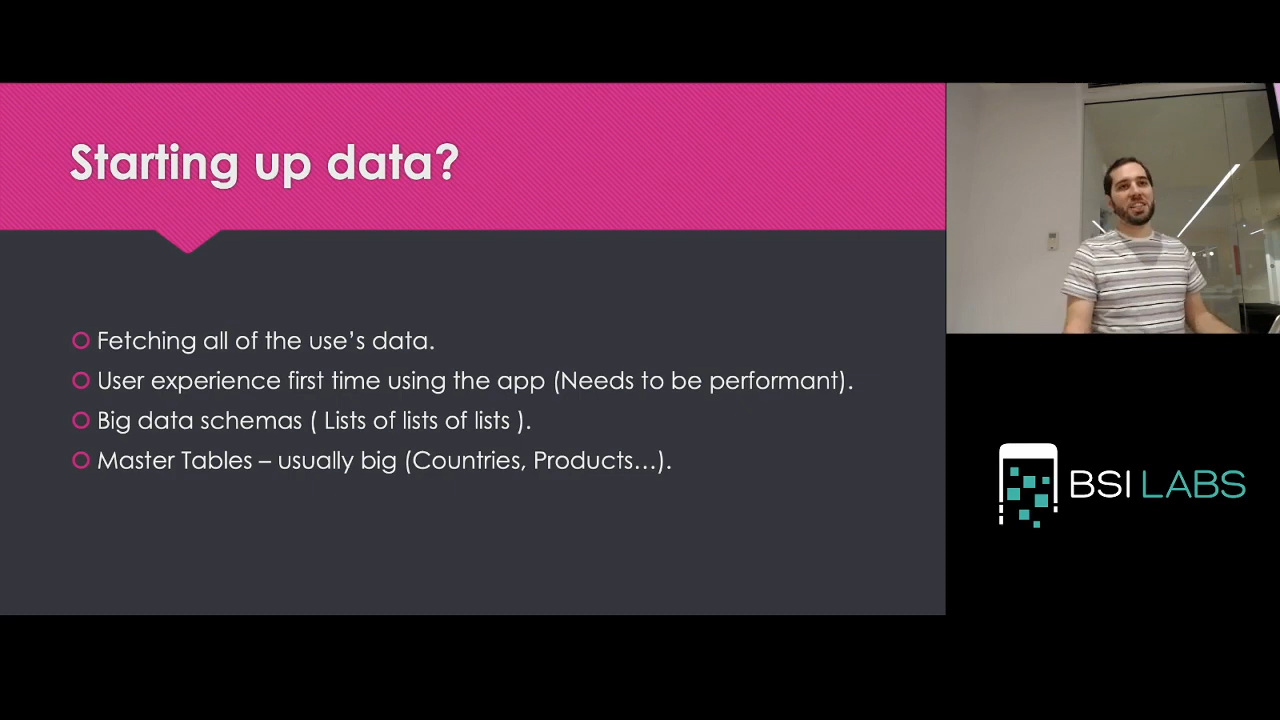 Starting up data?
Fetching all of the use's data.
User experience first time using the app (Needs to be performant).
Big data schemas ( Lists of lists of lists ).
Master Tables – usually big (Countries, Products...).
BSI LABS